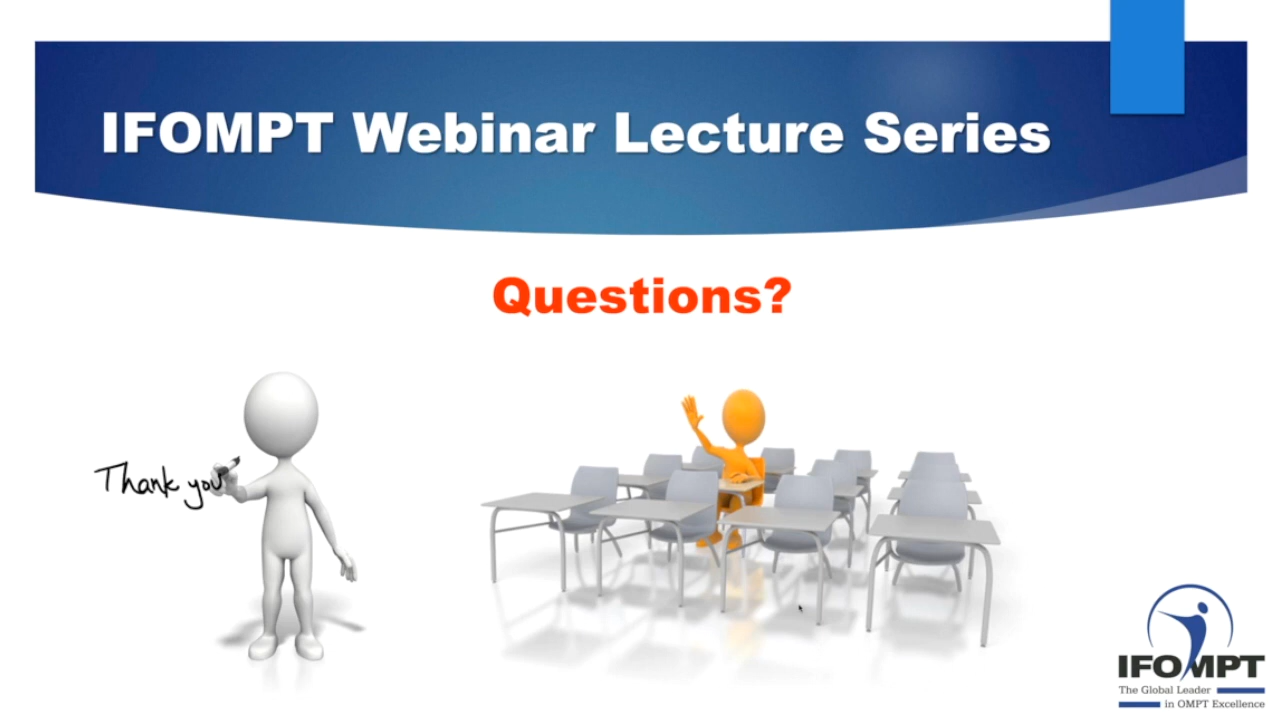 IFOMPT Webinar Lecture Series
Questions?
Thank you
IFOMPT
The Global Leader
in OMPT Excellence